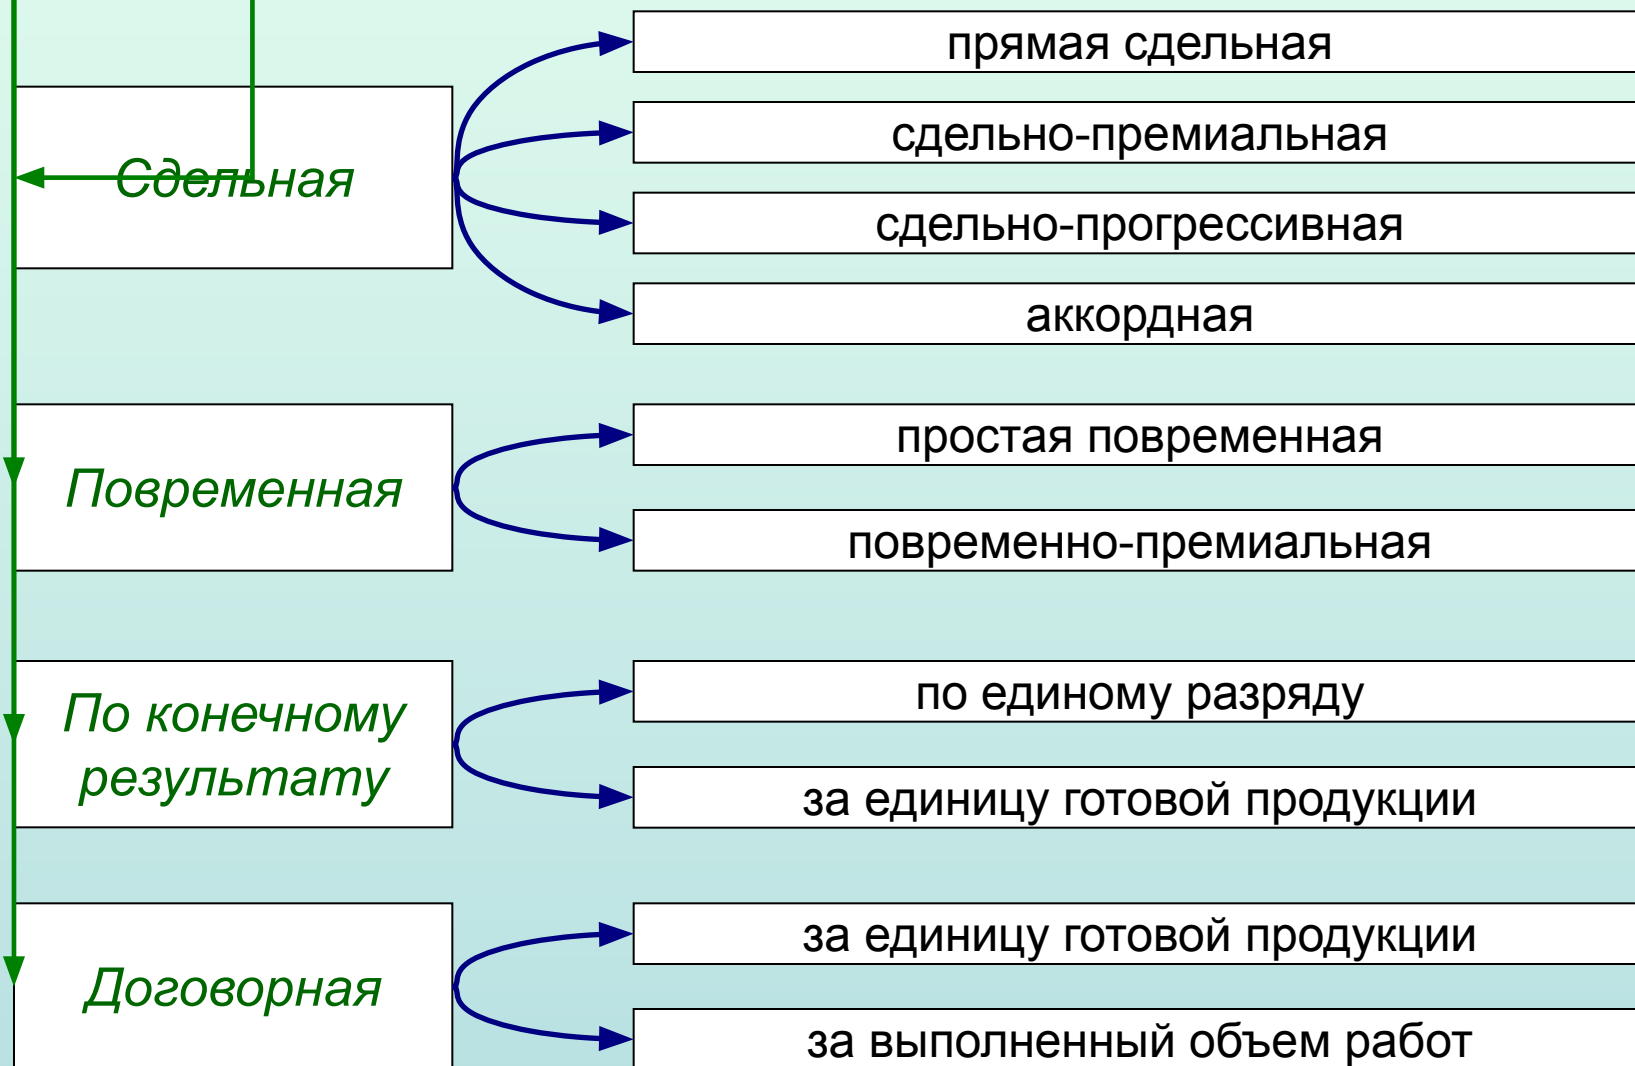 прямая сдельная
сдельно-премиальная
Сдельная
сдельно-прогрессивная
аккордная
простая повременная
Повременная
повременно-премиальная
по единому разряду
По конечному
результату
за единицу готовой продукции
за единицу готовой продукции
Договорная
за выполненный объем работ